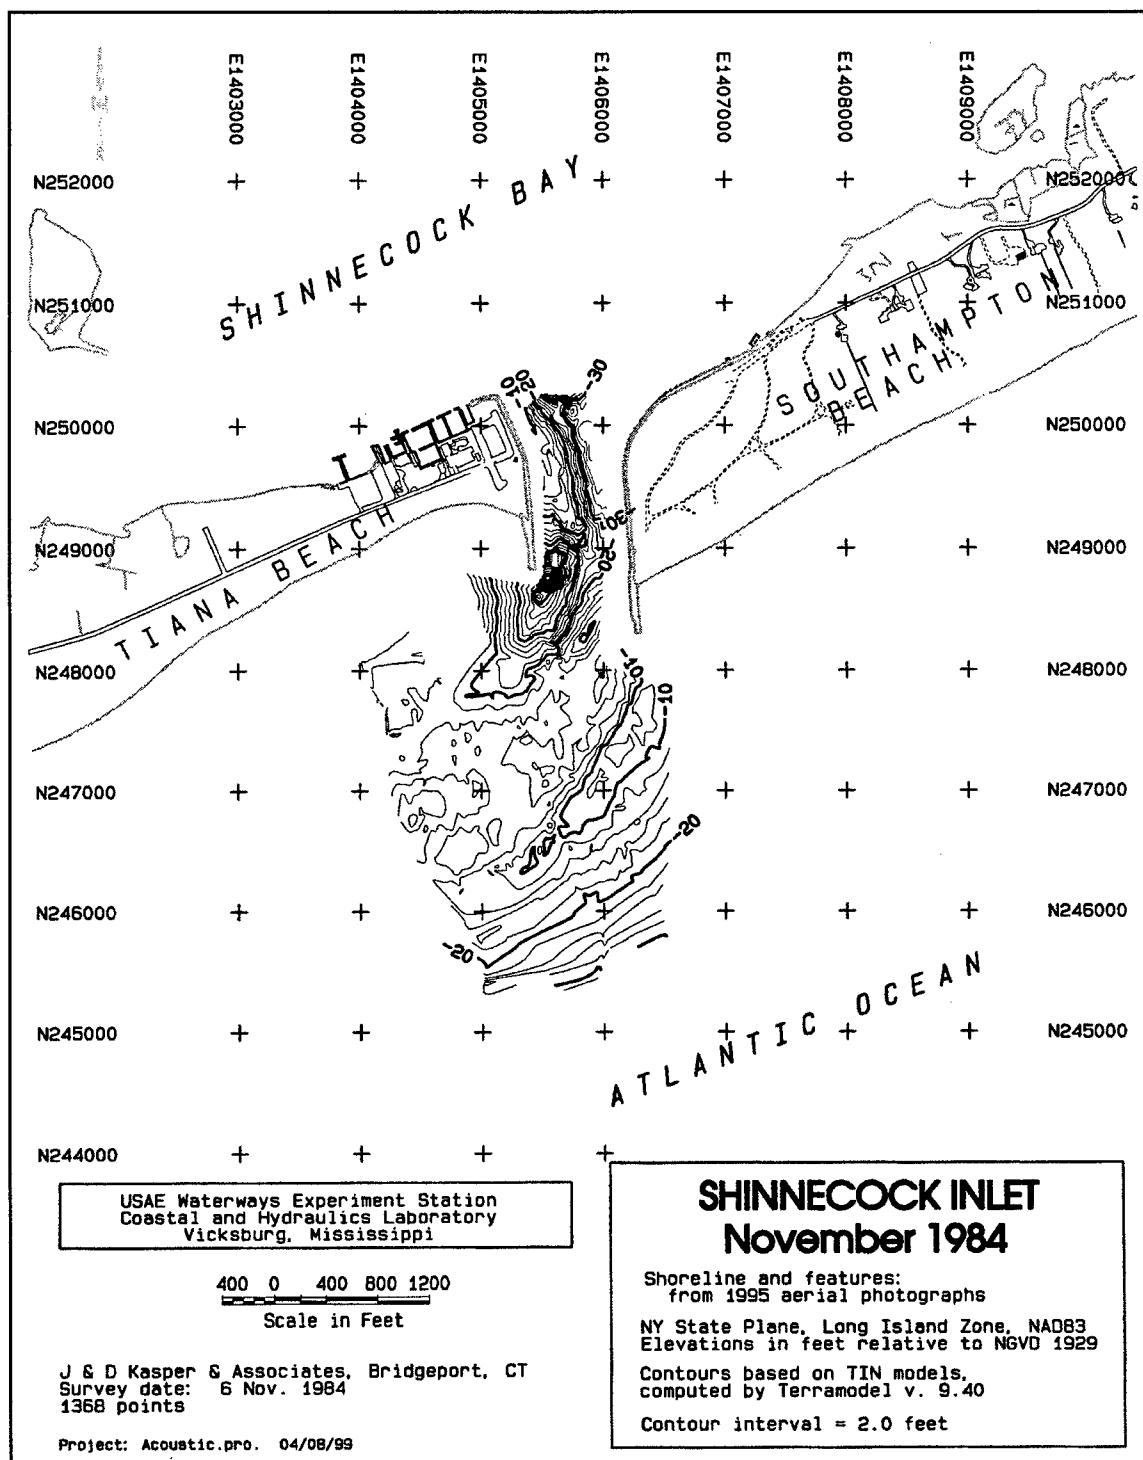 E1403000 E1404000 E1405000 E1406000 E1407000 E1408000 E1409000
N252000 N252000
SHINNECOCK BAY
N251000 N251000
SOUTHAMPTON
BEACH
-10 -20 -30
N250000 N250000
-30
-20
N249000 N249000
TIANA BEACH
N248000 N248000
-10
-10
N247000 N247000
-20
N246000 N246000
-20
ATLANTIC OCEAN
N245000 N245000
N244000
USAE Waterways Experiment Station
Coastal and Hydraulics Laboratory
Vicksburg, Mississippi
400 0 400 800 1200
Scale in Feet
J & D Kasper & Associates, Bridgeport, CT
Survey date: 6 Nov. 1984
1368 points
Project: Acoustic.pro. 04/08/99
SHINNECOCK INLET
November 1984
Shoreline and features:
from 1995 aerial photographs
NY State Plane, Long Island Zone, NAD83
Elevations in feet relative to NGVD 1929
Contours based on TIN models,
computed by Terramodel v. 9.40
Contour interval = 2.0 feet